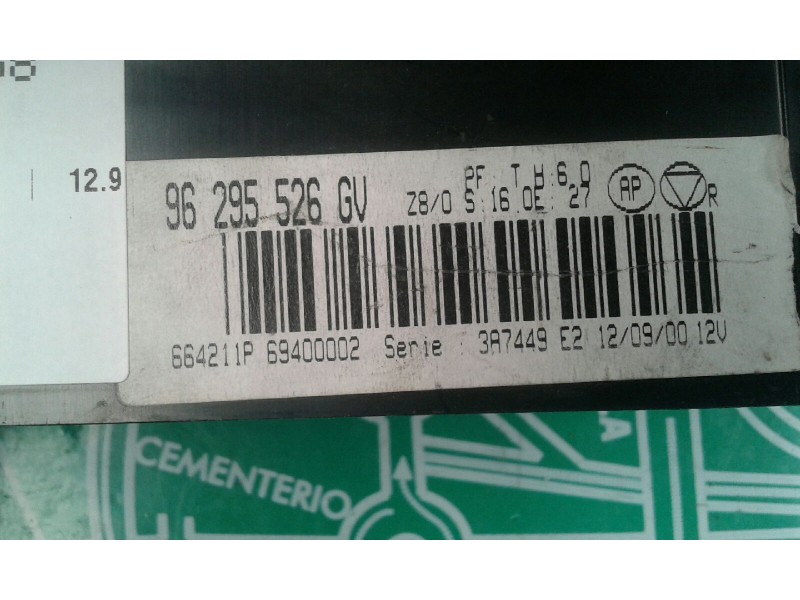 12.9
PF T H 6.0
96 295 526 GV Z8/0 S 16 0E 27 AP R
664211P 69400002 Serie : 3A7449 E2 12/09/00 12V
CEMENTERIO
LA